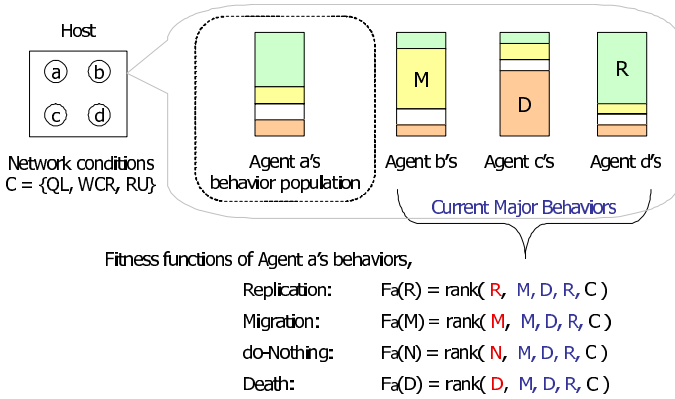 Host
a b
c d
Network conditions
C = {QL, WCR, RU}
M
D
R
Agent a's
behavior population
Agent b's
Agent c's
Agent d's
Current Major Behaviors
Fitness functions of Agent a's behaviors,
Replication: Fa(R) = rank( R, M, D, R, C )
Migration: Fa(M) = rank( M, M, D, R, C )
do-Nothing: Fa(N) = rank( N, M, D, R, C )
Death: Fa(D) = rank( D, M, D, R, C )